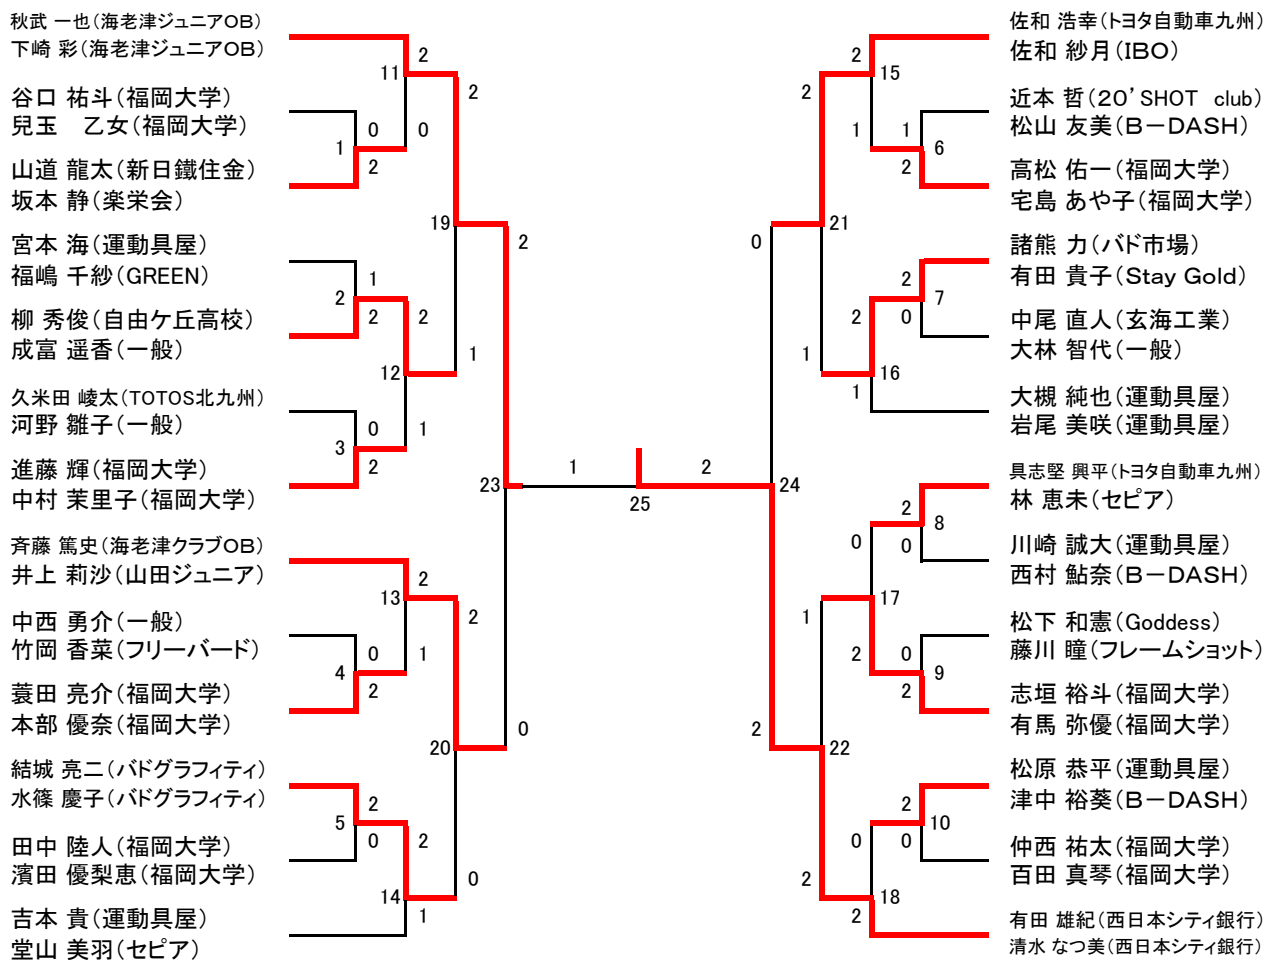 秋武 一也(海老津ジュニアOB)
下崎 彩(海老津ジュニアOB)
谷口 祐斗(福岡大学)
兒玉　乙女(福岡大学)
山道 龍太(新日鐵住金)
坂本 静(楽栄会)
宮本 海(運動具屋)
福嶋 千紗(GREEN)
柳 秀俊(自由ケ丘高校)
成富 遥香(一般)
久米田 崚太(TOTOS北九州)
河野 雛子(一般)
進藤 輝(福岡大学)
中村 茉里子(福岡大学)
斉藤 篤史(海老津クラブOB)
井上 莉沙(山田ジュニア)
中西 勇介(一般)
竹岡 香菜(フリーバード)
蓑田 亮介(福岡大学)
本部 優奈(福岡大学)
結城 亮二(バドグラフィティ)
水篠 慶子(バドグラフィティ)
田中 陸人(福岡大学)
濱田 優梨恵(福岡大学)
吉本 貴(運動具屋)
堂山 美羽(セピア)
2
11
2
0
0
1
2
19
2
1
2
2
2
1
12
0
1
3
2
23
1
25
2
24
2
13
2
0
1
4
2
20
0
2
5
0
2
0
14
1
2
15
2
1
1
6
2
21
0
2
7
2
0
1
16
1
2
8
0
0
17
1
2
0
9
2
2
22
2
10
0
0
2
18
2
佐和 浩幸(トヨタ自動車九州)
佐和 紗月(IBO)
近本 哲(20'SHOT　club)
松山 友美(B－DASH)
高松 佑一(福岡大学)
宅島 あや子(福岡大学)
諸熊 力(バド市場)
有田 貴子(Stay Gold)
中尾 直人(玄海工業)
大林 智代(一般)
大槻 純也(運動具屋)
岩尾 美咲(運動具屋)
具志堅 興平(トヨタ自動車九州)
林 恵未(セピア)
川崎 誠大(運動具屋)
西村 鮎奈(B－DASH)
松下 和憲(Goddess)
藤川 瞳(フレームショット)
志垣 裕斗(福岡大学)
有馬 弥優(福岡大学)
松原 恭平(運動具屋)
津中 裕葵(B－DASH)
仲西 祐太(福岡大学)
百田 真琴(福岡大学)
有田 雄紀(西日本シティ銀行)
清水 なつ美(西日本シティ銀行)